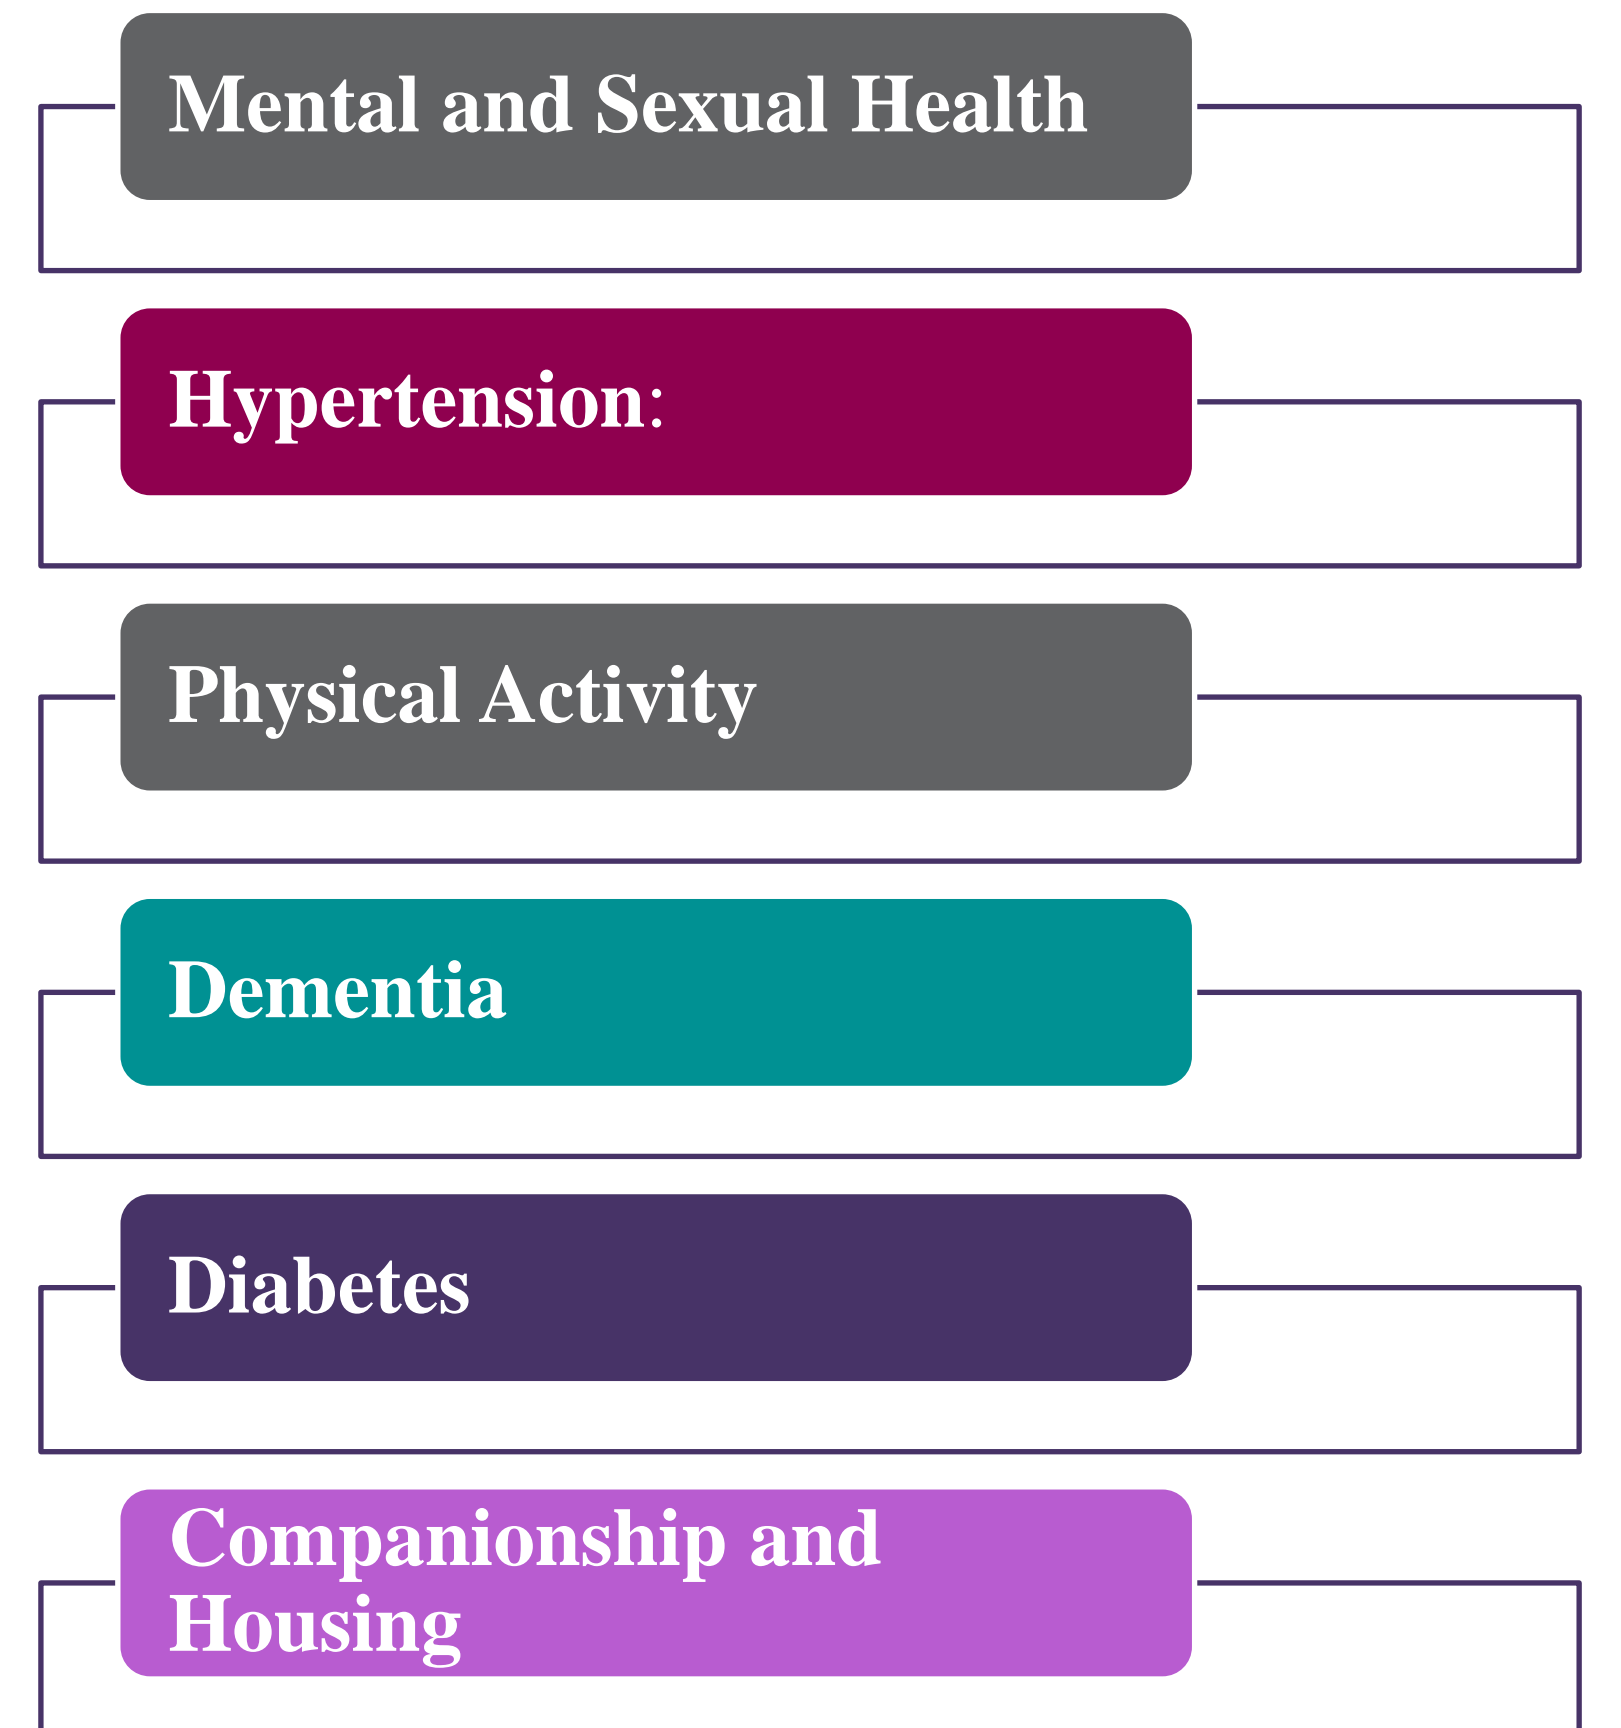 Mental and Sexual Health
Hypertension:
Physical Activity
Dementia
Diabetes
Companionship and
Housing